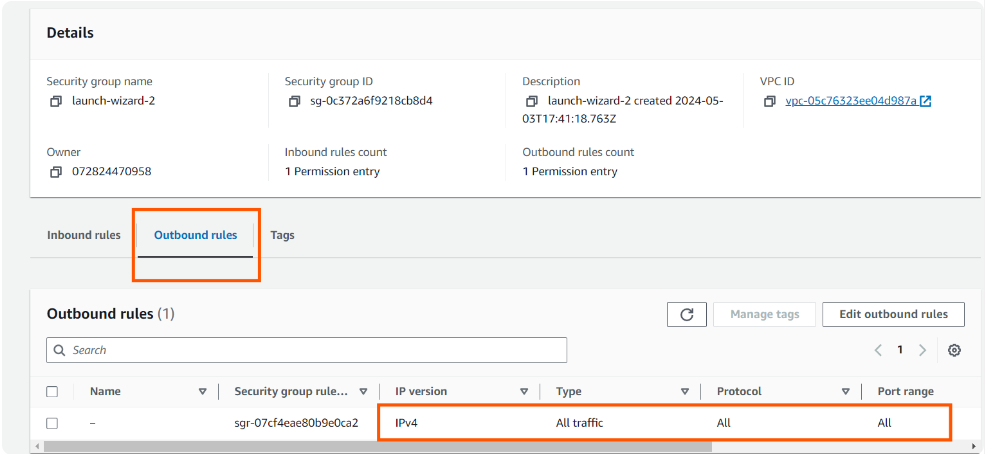 Details
Security group name
launch-wizard-2
Security group ID
sg-0c372a6f9218cb8d4
Description
launch-wizard-2 created 2024-05-
03T17:41:18.763Z
VPC ID
vpc-05c76323ee04d987a
Owner
072824470958
Inbound rules count
1 Permission entry
Outbound rules count
1 Permission entry
Inbound rules
Outbound rules
Tags
Outbound rules (1)
Manage tags
Edit outbound rules
Search
1
Name
Security group rule...
IP version
Type
Protocol
Port range
–
sgr-07cf4eae80b9e0ca2
IPv4
All traffic
All
All